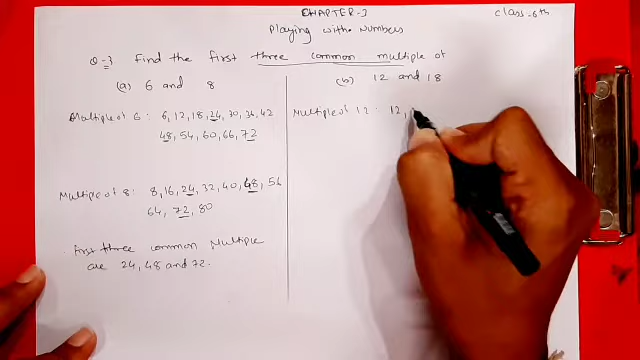 CHAPTER-3
Class-6th
Playing withe Numbers
Q-3 Find the first three common multiple of
(a) 6 and 8
Multiple of 6: 6, 12, 18, 24, 30, 36, 42
48, 54, 60, 66, 72
Multiple of 8: 8, 16, 24, 32, 40, 48, 56
64, 72, 80
First three common Multiple
are 24, 48 and 72.
(b) 12 and 18
Multiple of 12: 12,